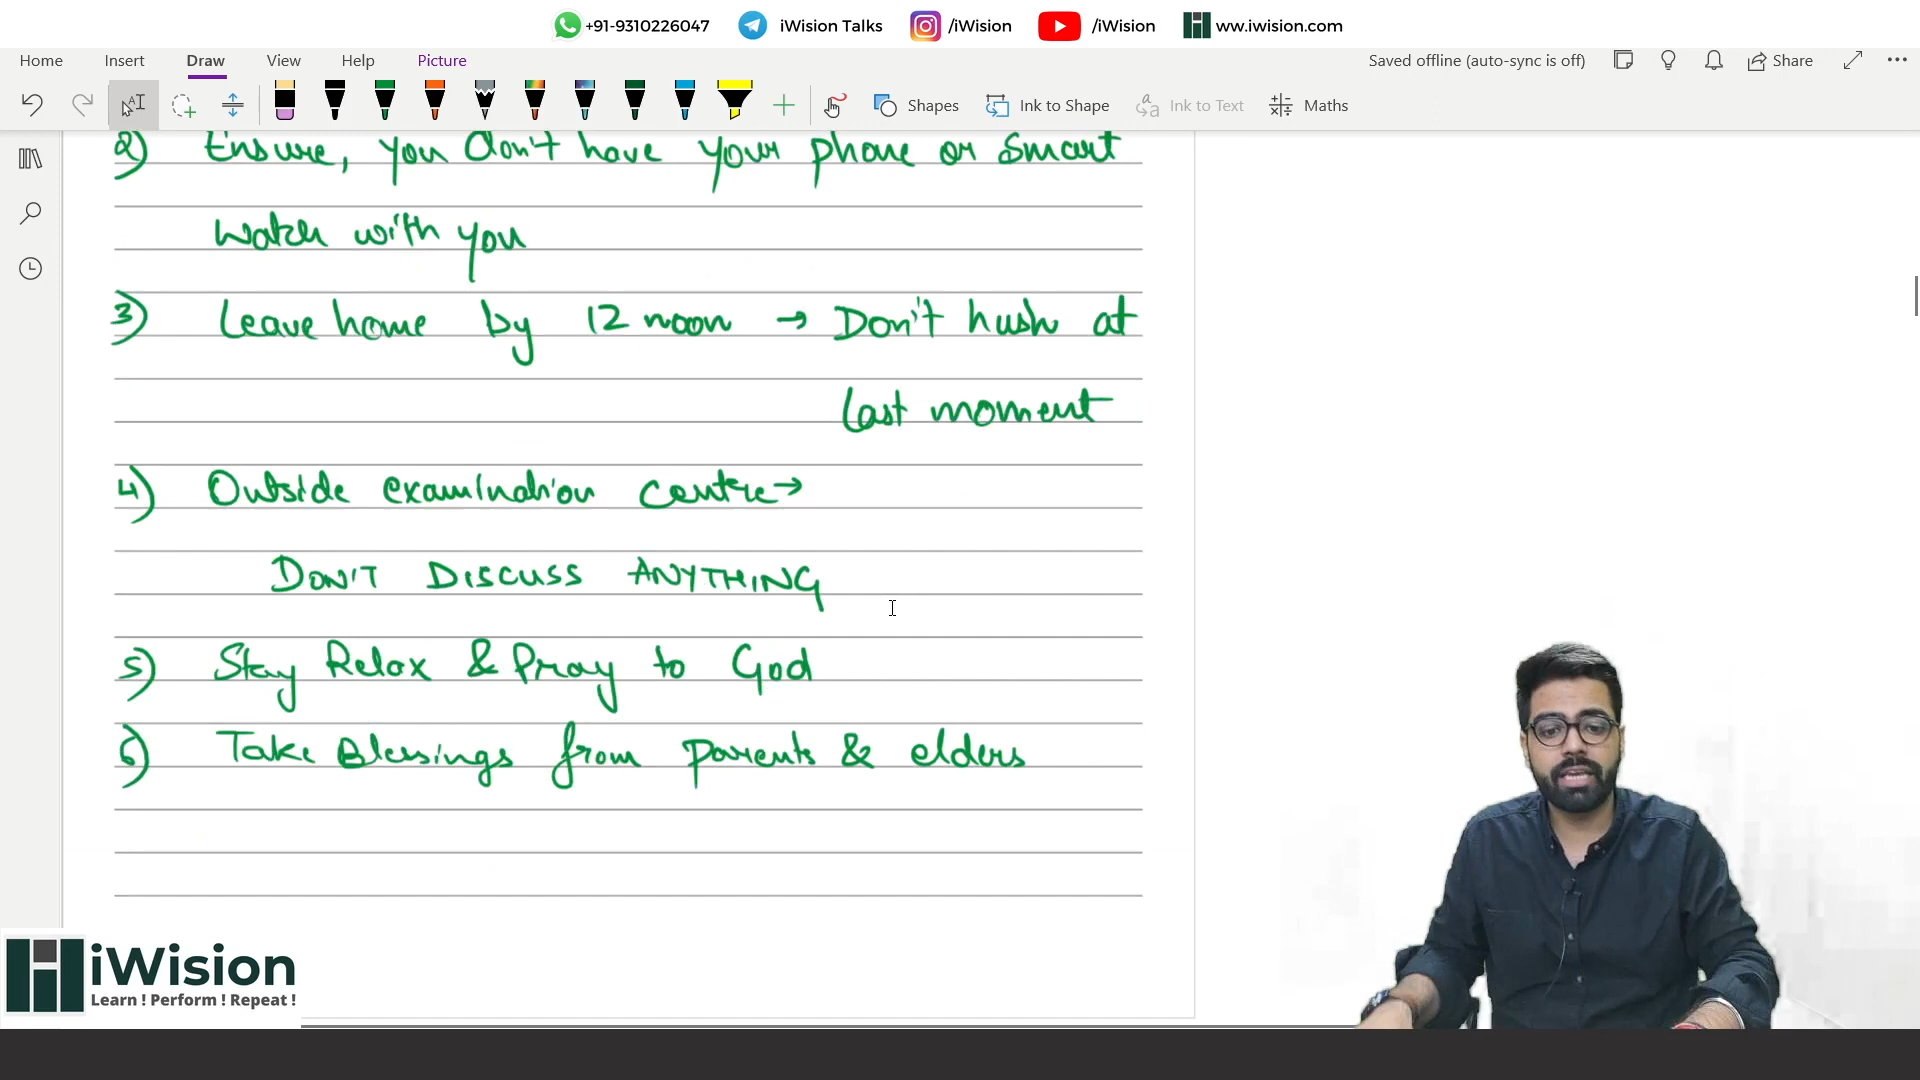 +91-9310226047 iWision Talks /iWision /iWision ww.iwision.com
Home Insert Draw View Help Picture Saved offline (auto-sync is off) Share
Shapes Ink to Shape Ink to Text Maths
2) Ensure, you don't have your phone or smart
watch with you
3) Leave home by 12 noon → Don't hush at
last moment
4) Outside examination centre→
DON'T DISCUSS ANYTHING
5) Stay Relax & Pray to God
6) Take Blessings from parents & elders
iWision
Learn ! Perform ! Repeat !